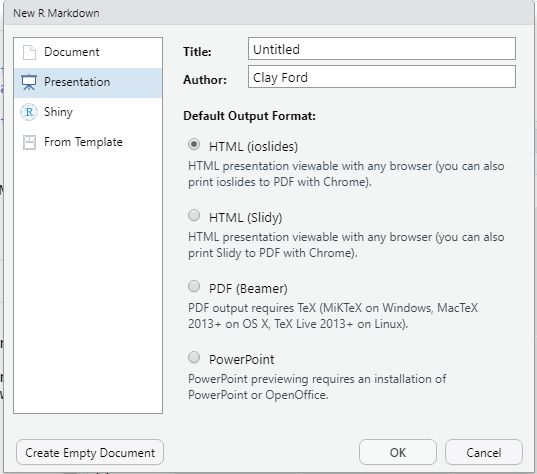 New R Markdown
Document
Presentation
Shiny
From Template
Title:
Untitled
Author:
Clay Ford
Default Output Format:
HTML (ioslides)
HTML presentation viewable with any browser (you can also
print ioslides to PDF with Chrome).
HTML (Slidy)
HTML presentation viewable with any browser (you can also
print Slidy to PDF with Chrome).
PDF (Beamer)
PDF output requires TeX (MiKTeX on Windows, MacTeX
2013+ on OS X, TeX Live 2013+ on Linux).
PowerPoint
PowerPoint previewing requires an installation of
PowerPoint or OpenOffice.
Create Empty Document
OK
Cancel